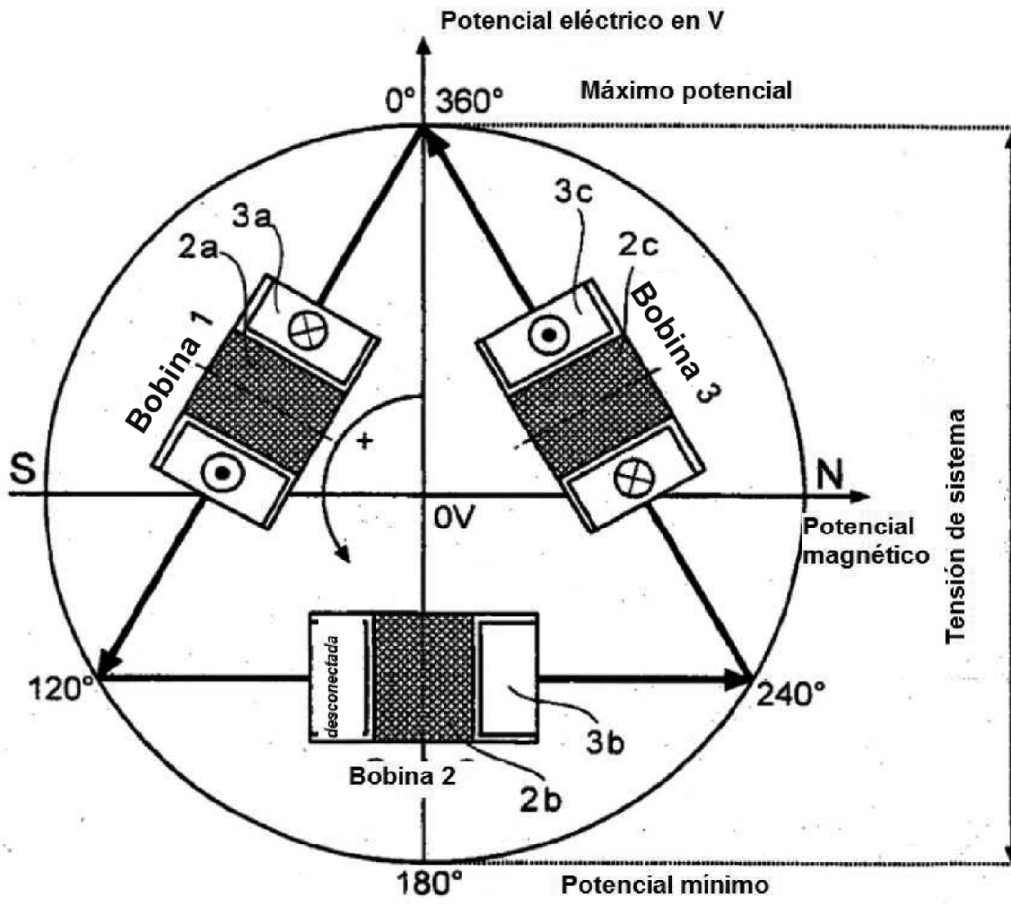 Potencial eléctrico en V
0° 360°
Máximo potencial
3a
3c
2a
2c
Bobina 1
Bobina 3
+
S
N
0V
Potencial
magnético
Tensión de sistema
desconectada
120°
240°
3b
Bobina 2
2b
180°
Potencial mínimo